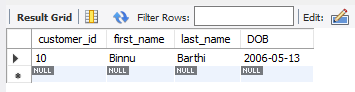 Result Grid Filter Rows: Edit:
customer_id first_name last_name DOB
10 Binnu Barthi 2006-05-13
NULL NULL NULL NULL